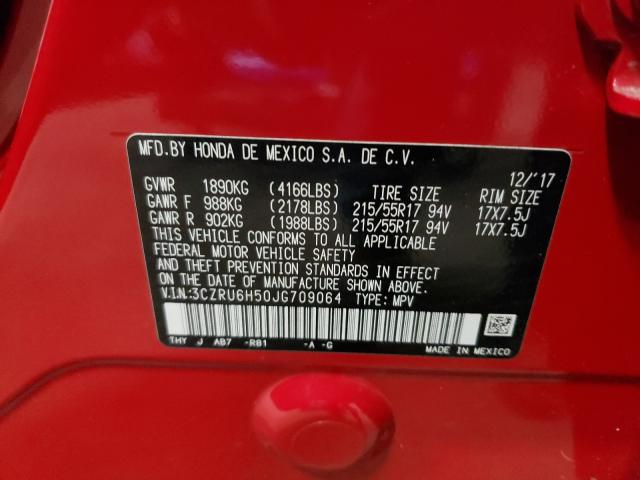 MFD.BY HONDA DE MEXICO S.A. DE C.V.
12/'17
GVWR 1890KG (4166LBS) TIRE SIZE RIM SIZE
GAWR F 988KG (2178LBS) 215/55R17 94V 17X7.5J
GAWR R 902KG (1988LBS) 215/55R17 94V 17X7.5J
THIS VEHICLE CONFORMS TO ALL APPLICABLE
FEDERAL MOTOR VEHICLE SAFETY
AND THEFT PREVENTION STANDARDS IN EFFECT
ON THE DATE OF MANUFACTURE SHOWN ABOVE.
V.I.N:3CZRU6H50JG709064 TYPE: MPV
THY J AB7 -R81 -A -G
MADE IN MEXICO